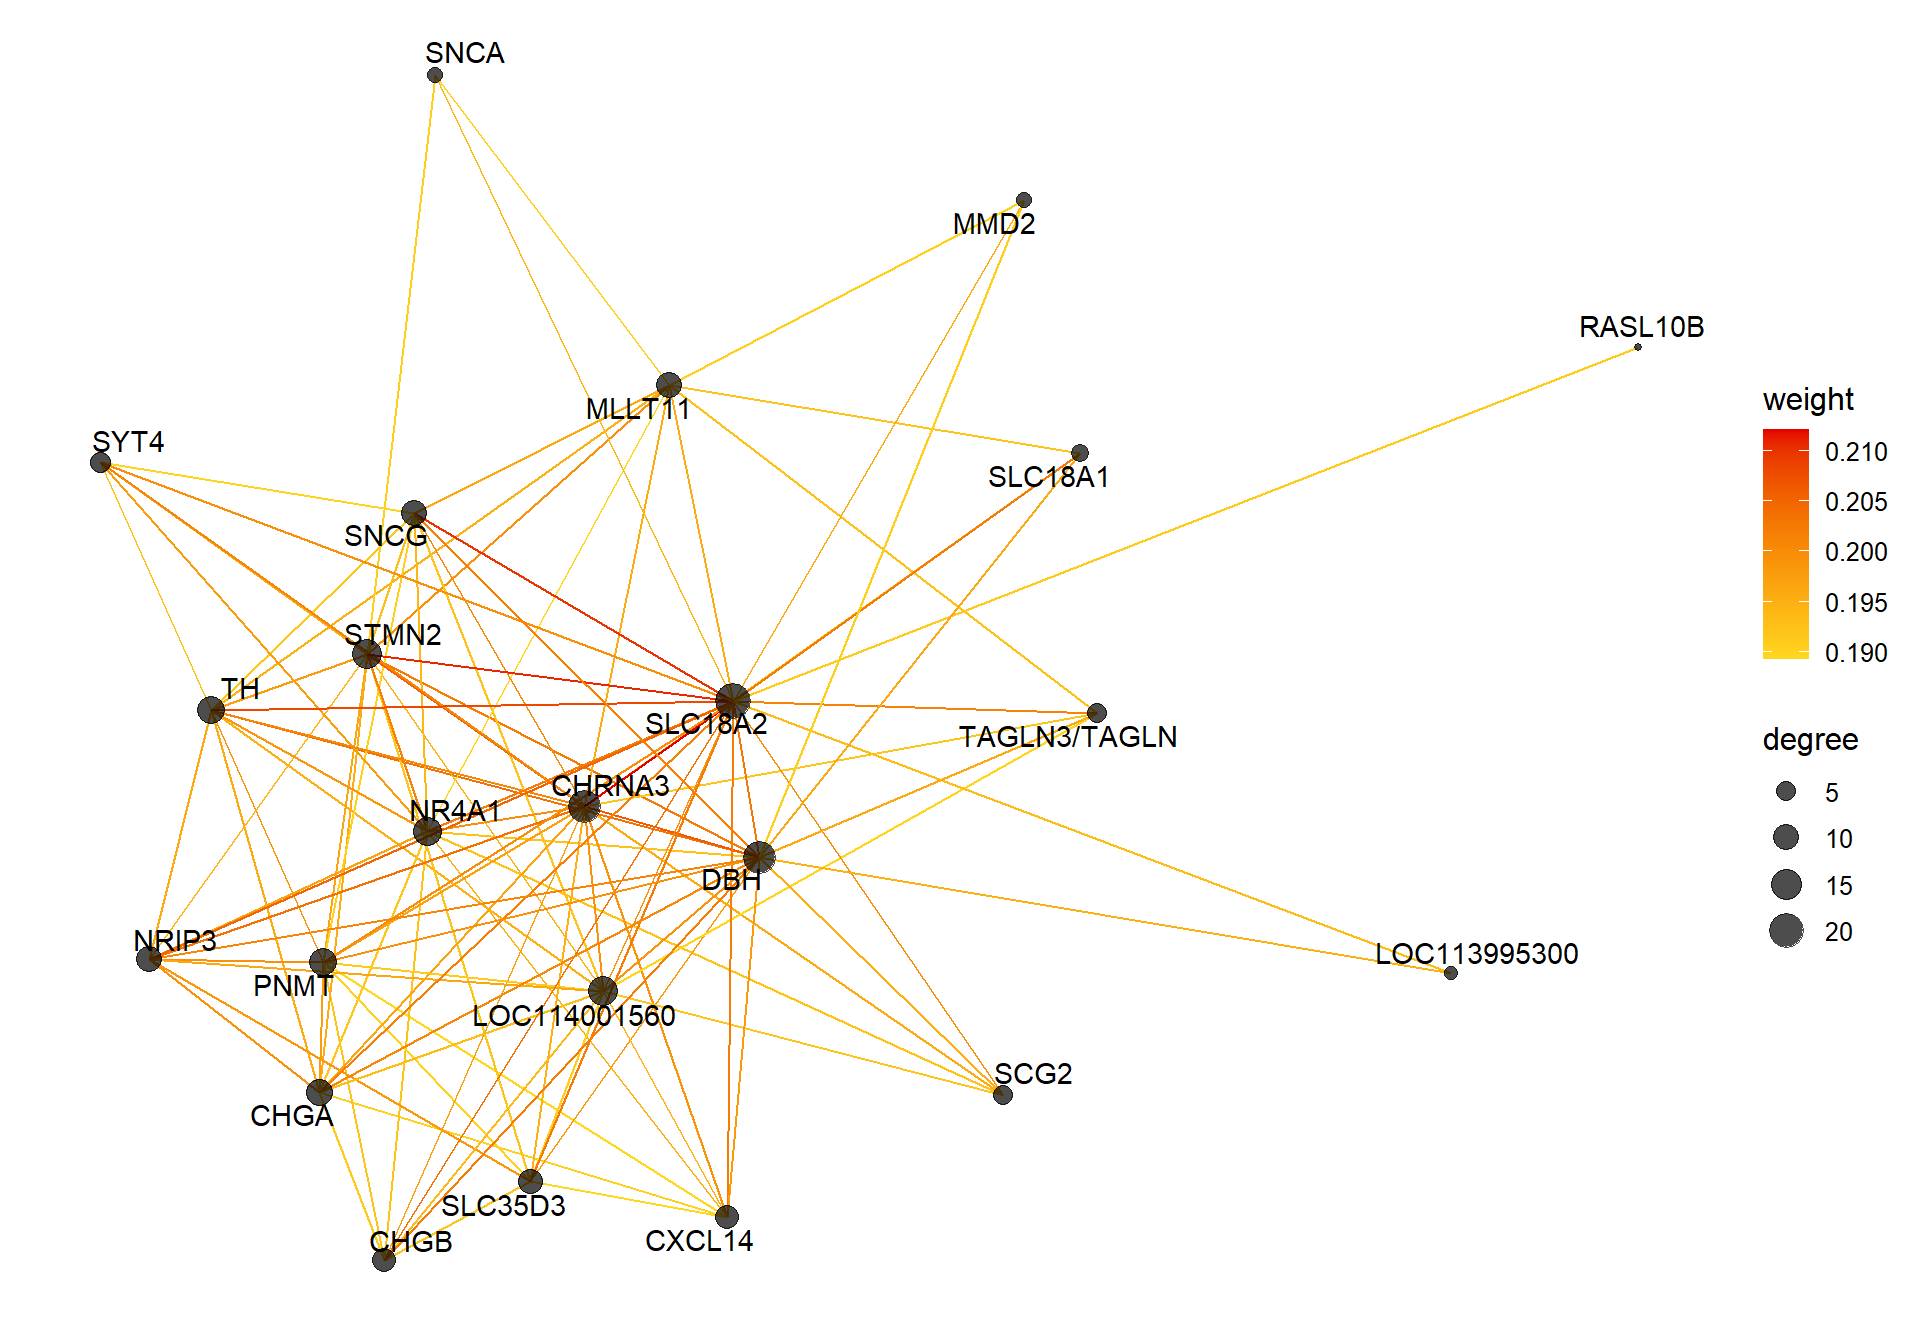 SNCA
MMD2
RASL10B
MLLT11
SYT4
SLC18A1
SNCG
STMN2
TH
SLC18A2
TAGLN3/TAGLN
CHRNA3
NR4A1
DBH
NRIP3
PNMT
LOC113995300
LOC114001560
SCG2
CHGA
SLC35D3
CHGB
CXCL14
weight
0.210
0.205
0.200
0.195
0.190
degree
5
10
15
20